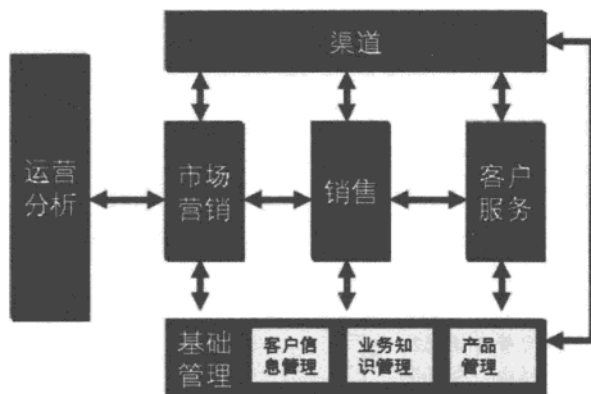 渠道
运营
分析
市场
营销
销售
客户
服务
基础
管理
客户信
息管理
业务知
识管理
产品
管理